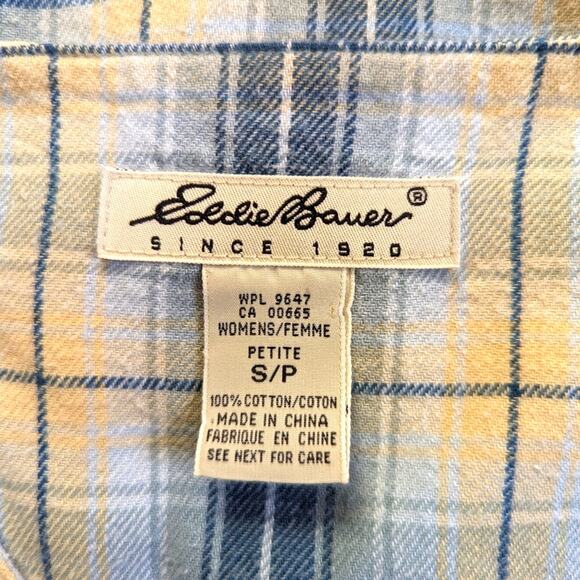 Eddie Bauer®
SINCE 1920
WPL 9647
CA 00665
WOMENS/FEMME
PETITE
S/P
100% COTTON/COTON
MADE IN CHINA
FABRIQUE EN CHINE
SEE NEXT FOR CARE